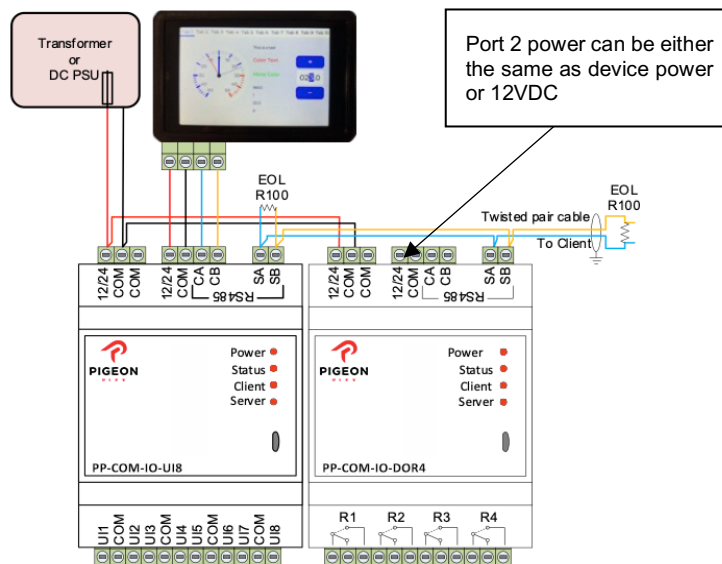 Transformer
or
DC PSU
Port 2 power can be either
the same as device power
or 12VDC
EOL
R100
EOL
R100
Twisted pair cable
To Client
12/24
COM
COM
12/24
COM
CA
CB
SA
SB
RS485
12/24
COM
COM
12/24
COM
CA
CB
SA
SB
RS485
PIGEON
Power
Status
Client
Server
PP-COM-IO-UI8
PIGEON
Power
Status
Client
Server
PP-COM-IO-DOR4
UI1
COM
UI2
UI3
COM
UI4
UI5
COM
UI6
UI7
COM
UI8
R1
R2
R3
R4